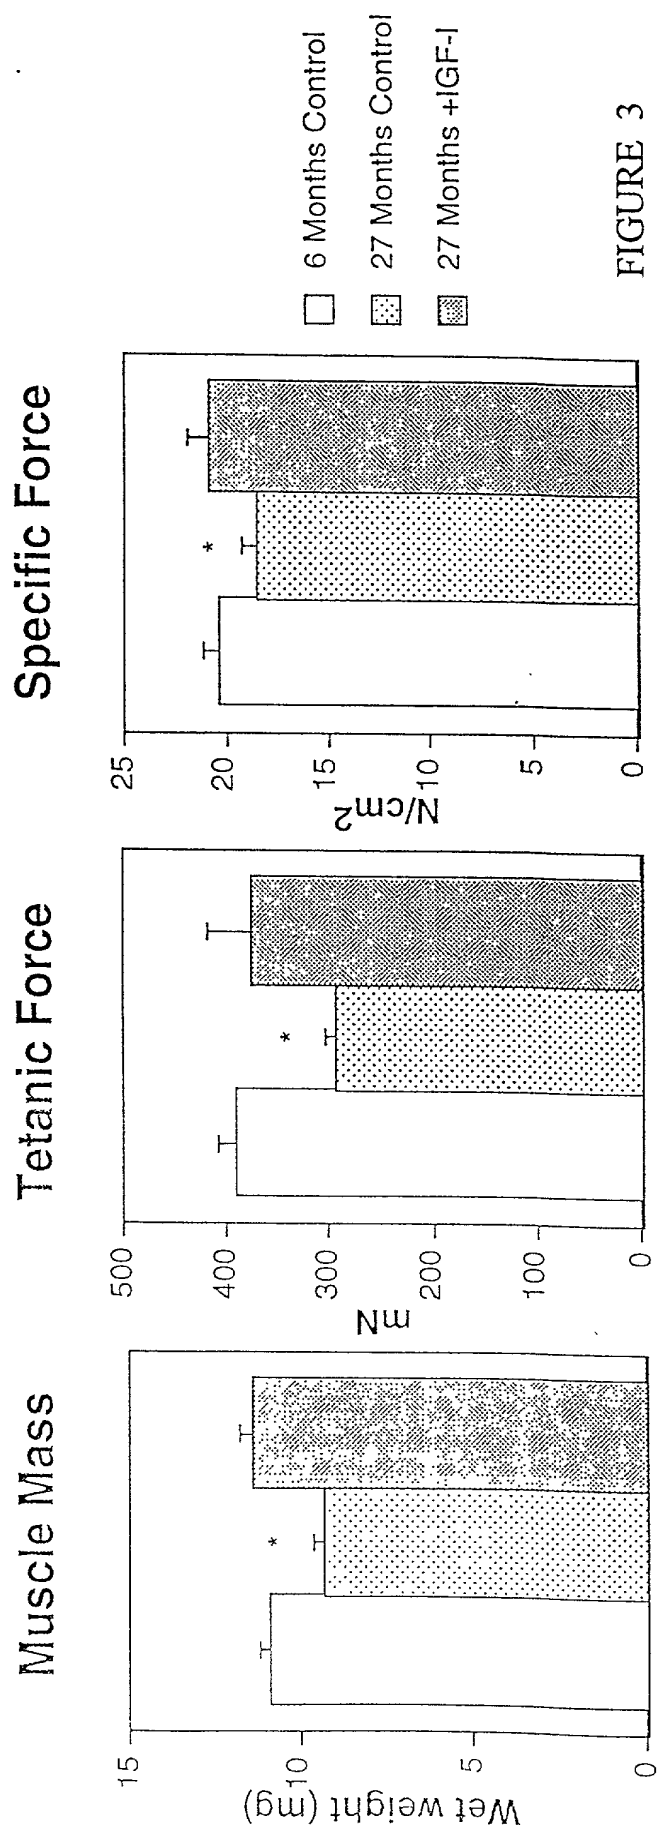 Muscle Mass
Wet weight (mg)
15
10
5
0
*
Tetanic Force
mN
500
400
300
200
100
0
*
Specific Force
N/cm2
25
20
15
10
5
0
*
6 Months Control
27 Months Control
27 Months +IGF-I
FIGURE 3